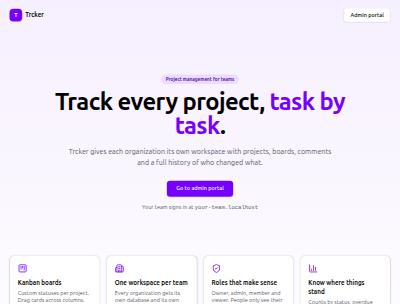 T Trcker
Admin portal
Project management for teams
Track every project, task by
task.
Trcker gives each organization its own workspace with projects, boards, comments
and a full history of who changed what.
Go to admin portal
Your team signs in at your-team.localhost
Kanban boards
Custom statuses per project.
Drag cards across columns.
One workspace per team
Every organization gets its
own database and its own
Roles that make sense
Owner, admin, member and
viewer. People only see their
Know where things
stand
Counts by status, overdue